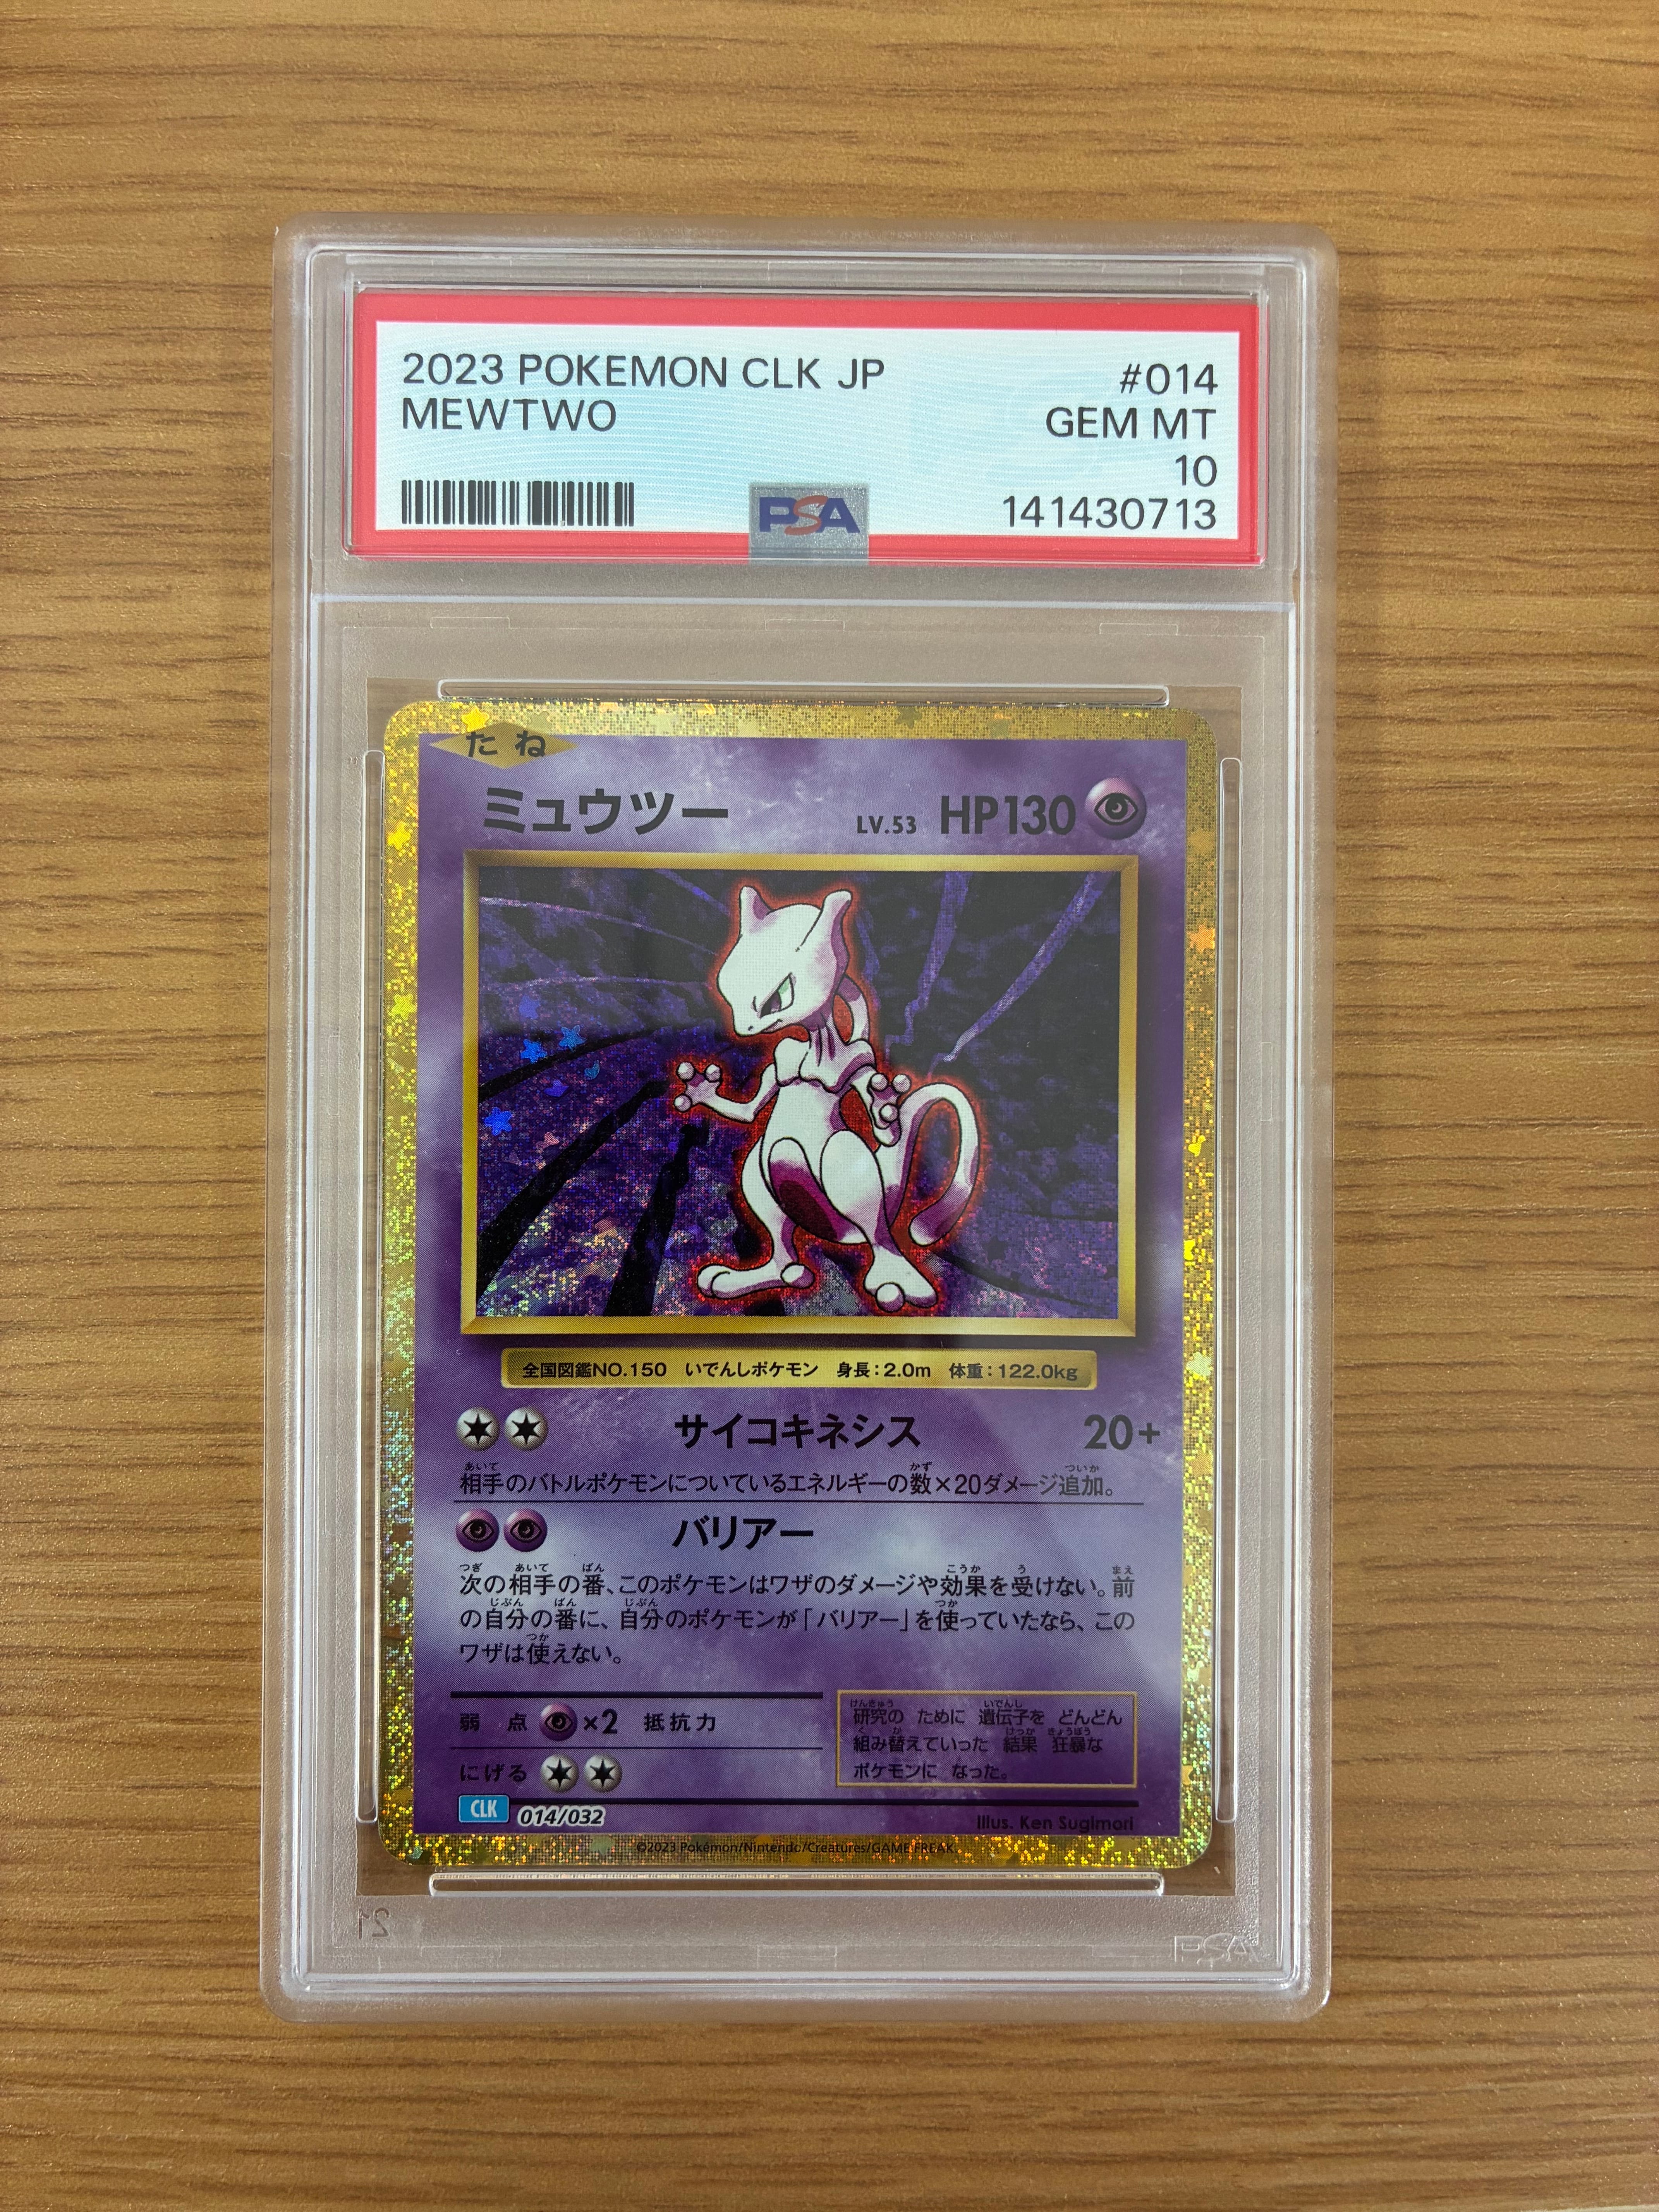 2023 POKEMON CLK JP
#014
MEWTWO
GEM MT
10
PSA
141430713
たね
ミュウツー LV.53 HP130
全国図鑑NO.150 いでんしポケモン 身長:2.0m 体重:122.0kg
サイコキネシス 20+
相手のバトルポケモンについているエネルギーの数×20ダメージ追加。
バリアー
次の相手の番、このポケモンはワザのダメージや効果を受けない。前
の自分の番に、自分のポケモンが「バリアー」を使っていたなら、この
ワザは使えない。
弱点 ×2 抵抗力
にげる
研究の ために 遺伝子を どんどん
組み替えていった 結果 狂暴な
ポケモンに なった。
CLK 014/032
Illus. Ken Sugimori
©2023 Pokémon/Nintendo/Creatures/GAME FREAK
21
PSA